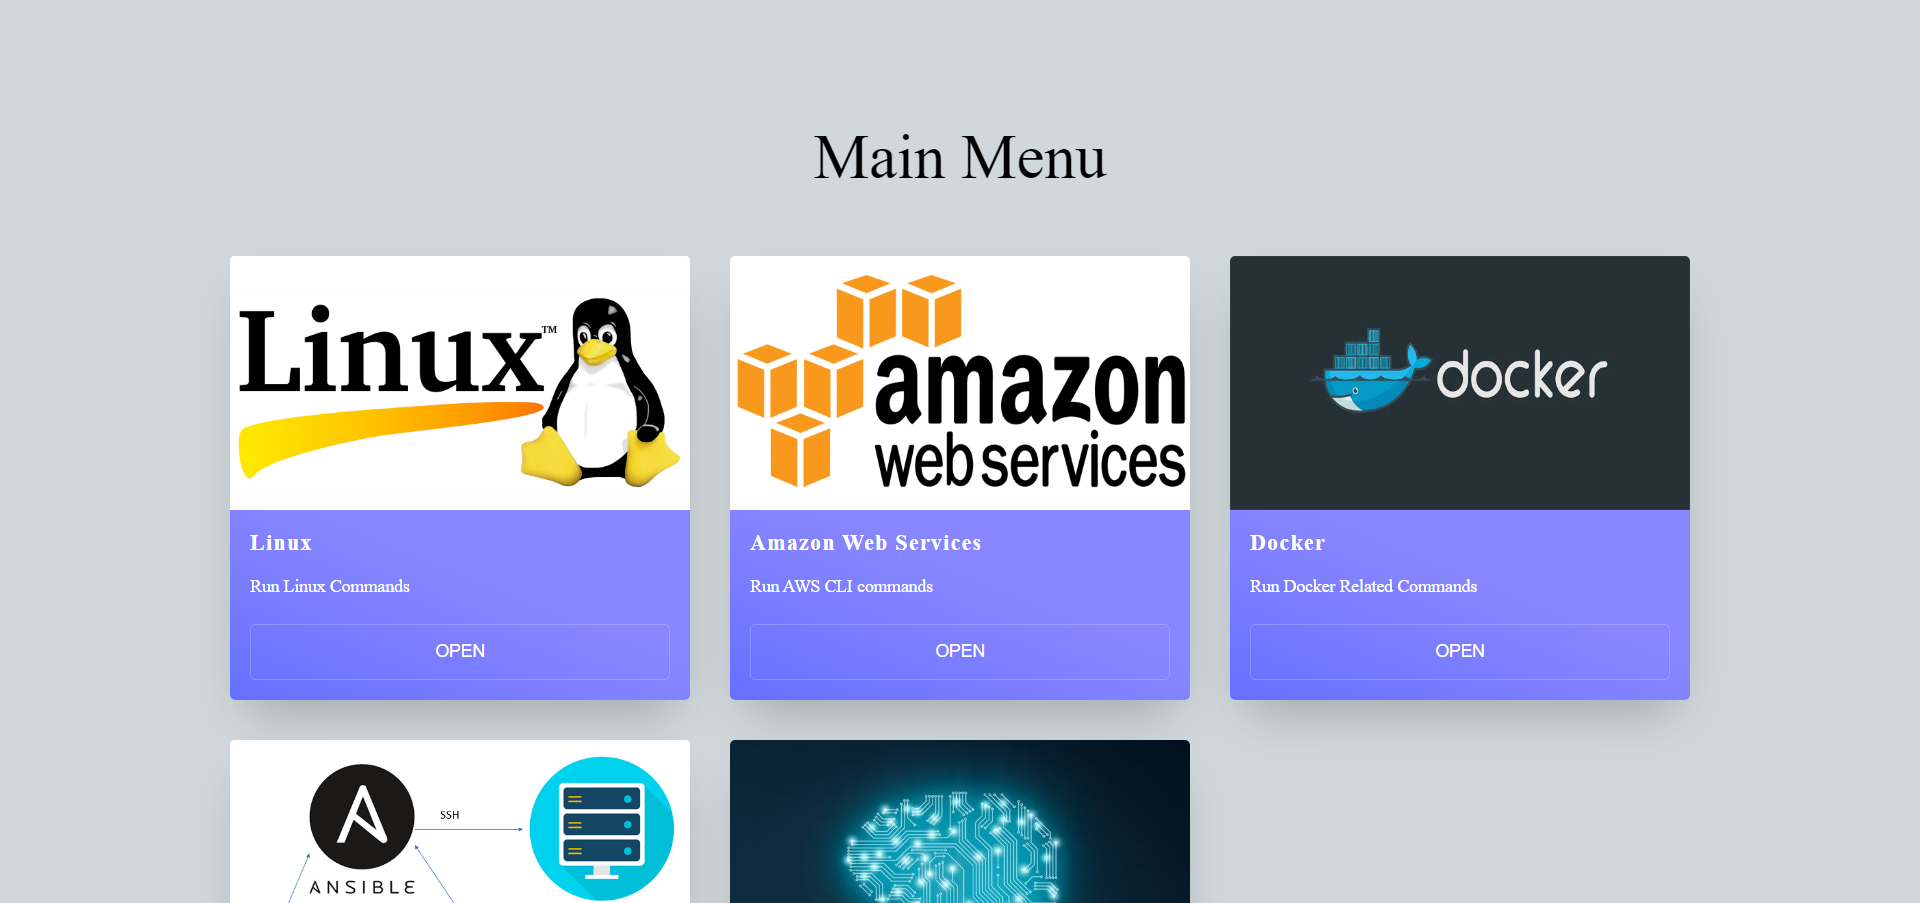 Main Menu
Linux™
amazon
web services
docker
Linux
Run Linux Commands
OPEN
Amazon Web Services
Run AWS CLI commands
OPEN
Docker
Run Docker Related Commands
OPEN
SSH
ANSIBLE